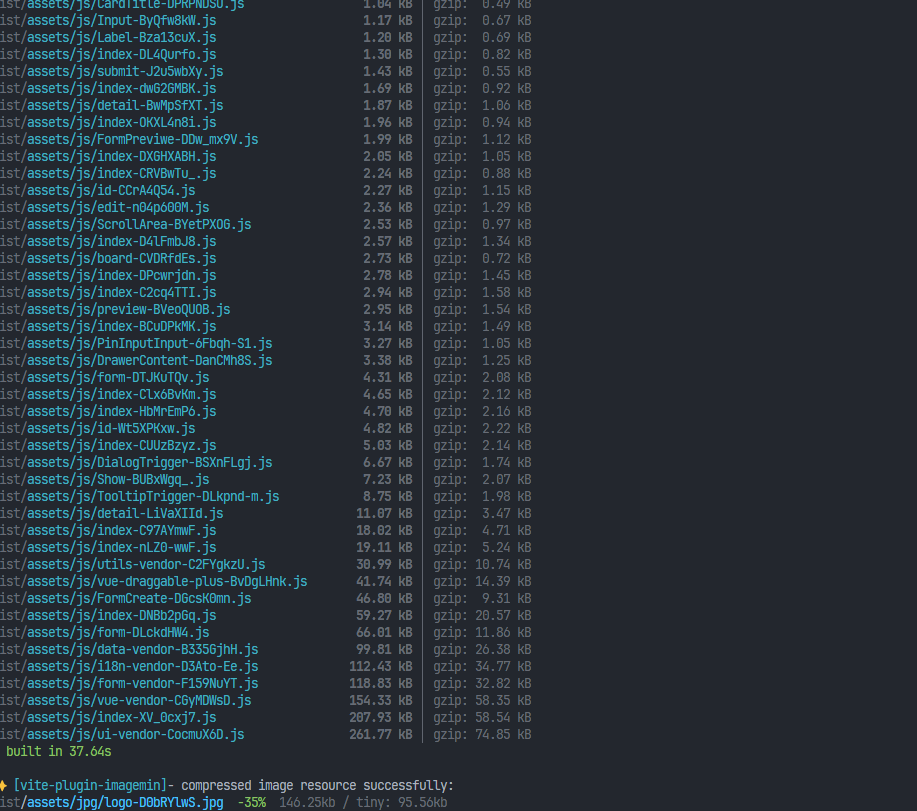 ist/assets/js/CardTitle-DPRPNDSO.js 1.04 kB │ gzip: 0.49 kB
ist/assets/js/Input-ByQfw8kW.js 1.17 kB │ gzip: 0.67 kB
ist/assets/js/Label-Bza13cuX.js 1.20 kB │ gzip: 0.69 kB
ist/assets/js/index-DL4Qurfo.js 1.30 kB │ gzip: 0.82 kB
ist/assets/js/submit-J2u5wbXy.js 1.43 kB │ gzip: 0.55 kB
ist/assets/js/index-dwG2GMBK.js 1.69 kB │ gzip: 0.92 kB
ist/assets/js/detail-BwMpSfXT.js 1.87 kB │ gzip: 1.06 kB
ist/assets/js/index-OKXL4n8i.js 1.96 kB │ gzip: 0.94 kB
ist/assets/js/FormPreviwe-DDw_mx9V.js 1.99 kB │ gzip: 1.12 kB
ist/assets/js/index-DXGHXABH.js 2.05 kB │ gzip: 1.05 kB
ist/assets/js/index-CRVBwTu_.js 2.24 kB │ gzip: 0.88 kB
ist/assets/js/id-CCrA4Q54.js 2.27 kB │ gzip: 1.15 kB
ist/assets/js/edit-n04p600M.js 2.36 kB │ gzip: 1.29 kB
ist/assets/js/ScrollArea-BYetPXOG.js 2.53 kB │ gzip: 0.97 kB
ist/assets/js/index-D4lFmbJ8.js 2.57 kB │ gzip: 1.34 kB
ist/assets/js/board-CVDRfdEs.js 2.73 kB │ gzip: 0.72 kB
ist/assets/js/index-DPcwrjdn.js 2.78 kB │ gzip: 1.45 kB
ist/assets/js/index-C2cq4TTI.js 2.94 kB │ gzip: 1.58 kB
ist/assets/js/preview-BVeoQUOB.js 2.95 kB │ gzip: 1.54 kB
ist/assets/js/index-BCuDPkMK.js 3.14 kB │ gzip: 1.49 kB
ist/assets/js/PinInputInput-6Fbqh-S1.js 3.27 kB │ gzip: 1.05 kB
ist/assets/js/DrawerContent-DanCMh8S.js 3.38 kB │ gzip: 1.25 kB
ist/assets/js/form-DTJKuTQv.js 4.31 kB │ gzip: 2.08 kB
ist/assets/js/index-Clx6BvKm.js 4.65 kB │ gzip: 2.12 kB
ist/assets/js/index-HbMrEmP6.js 4.70 kB │ gzip: 2.16 kB
ist/assets/js/id-Wt5XPKxw.js 4.82 kB │ gzip: 2.22 kB
ist/assets/js/index-CUUzBzyz.js 5.03 kB │ gzip: 2.14 kB
ist/assets/js/DialogTrigger-BSXnFLgj.js 6.67 kB │ gzip: 1.74 kB
ist/assets/js/Show-BUBxWgq_.js 7.23 kB │ gzip: 2.07 kB
ist/assets/js/TooltipTrigger-DLkpnd-m.js 8.75 kB │ gzip: 1.98 kB
ist/assets/js/detail-LiVaXIId.js 11.07 kB │ gzip: 3.47 kB
ist/assets/js/index-C97AYmwF.js 18.02 kB │ gzip: 4.71 kB
ist/assets/js/index-nLZ0-wwF.js 19.11 kB │ gzip: 5.24 kB
ist/assets/js/utils-vendor-C2FYgkzU.js 30.99 kB │ gzip: 10.74 kB
ist/assets/js/vue-draggable-plus-BvDgLHnk.js 41.74 kB │ gzip: 14.39 kB
ist/assets/js/FormCreate-DGcsK0mn.js 46.80 kB │ gzip: 9.31 kB
ist/assets/js/index-DNBb2pGq.js 59.27 kB │ gzip: 20.57 kB
ist/assets/js/form-DLckdHW4.js 66.01 kB │ gzip: 11.86 kB
ist/assets/js/data-vendor-B335GjhH.js 99.81 kB │ gzip: 26.38 kB
ist/assets/js/i18n-vendor-D3Ato-Ee.js 112.43 kB │ gzip: 34.77 kB
ist/assets/js/form-vendor-F159NuYT.js 118.83 kB │ gzip: 32.82 kB
ist/assets/js/vue-vendor-CGyMDWsD.js 154.33 kB │ gzip: 58.35 kB
ist/assets/js/index-XV_0cxj7.js 207.93 kB │ gzip: 58.54 kB
ist/assets/js/ui-vendor-CocmuX6D.js 261.77 kB │ gzip: 74.85 kB
built in 37.64s
✦ [vite-plugin-imagemin]- compressed image resource successfully:
ist/assets/jpg/logo-D0bRYlwS.jpg -35% 146.25kb / tiny: 95.56kb